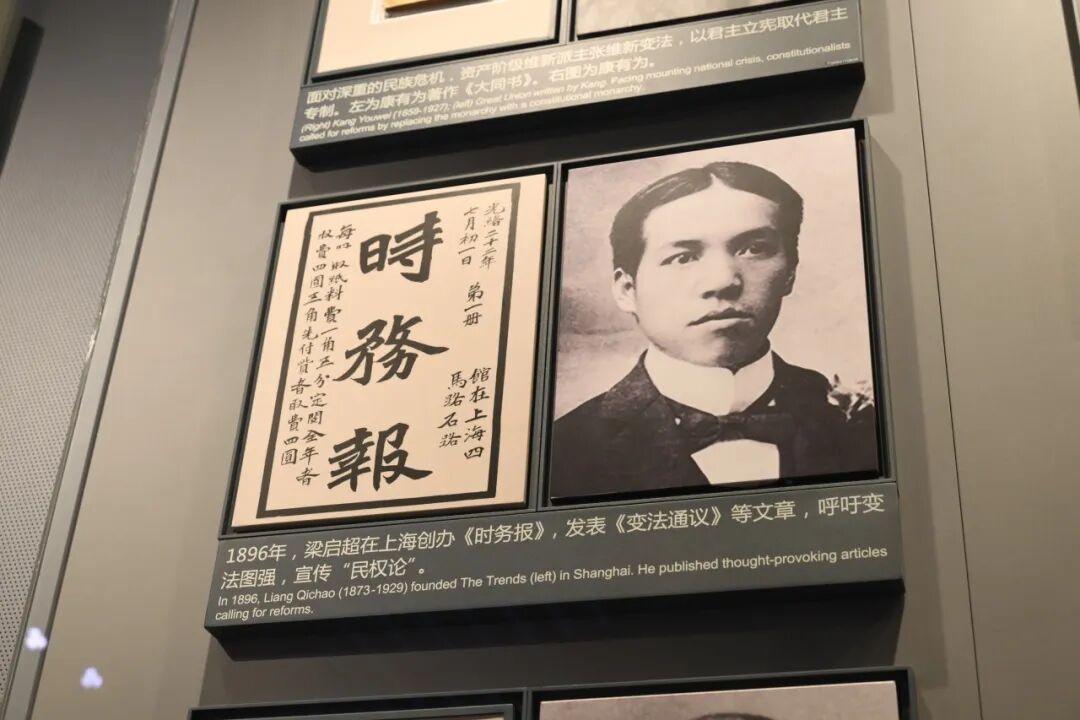 面对深重的民族危机，资产阶级维新派主张维新变法，以君主立宪取代君主
专制。左为康有为著作《大同书》。右图为康有为。
(Right) Kang Youwei (1858-1927); (left) Great Union written by Kang. Facing mounting national crisis, constitutionalists
called for reforms by replacing the monarchy with a constitutional monarchy.
光緒二十二年
七月初一日 第一册
館在上海四
馬路石路
時務報
每册取紙料費一角五分定閱全年者
收費四圓五角先付貲者取費四圓
1896年，梁启超在上海创办《时务报》，发表《变法通议》等文章，呼吁变
法图强，宣传“民权论”。
In 1896, Liang Qichao (1873-1929) founded The Trends (left) in Shanghai. He published thought-provoking articles
calling for reforms.